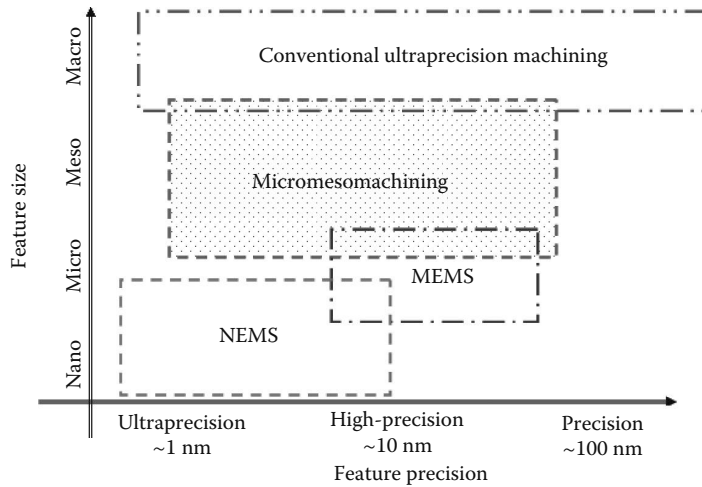 Macro
Meso
Micro
Nano
Feature size
Conventional ultraprecision machining
Micromesomachining
MEMS
NEMS
Ultraprecision
~1 nm
High-precision
~10 nm
Precision
~100 nm
Feature precision